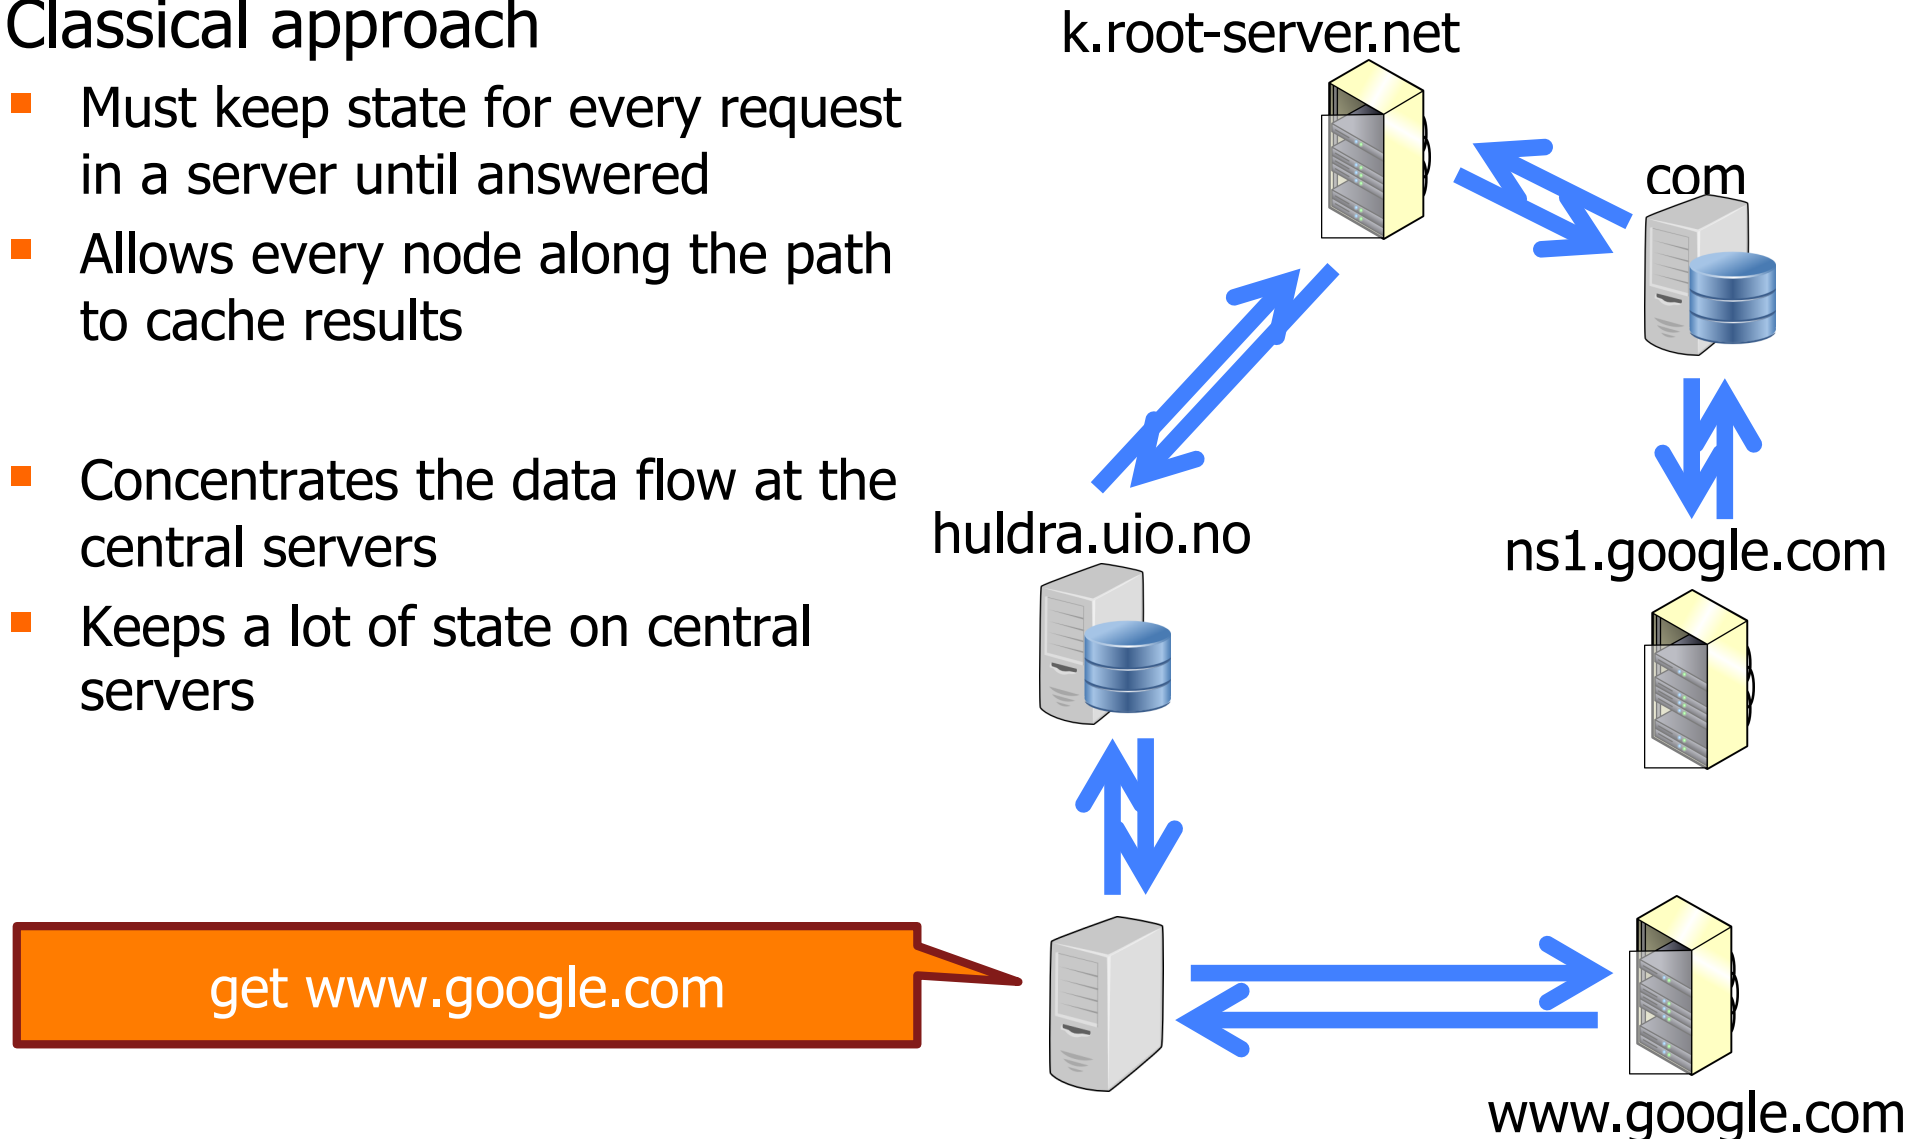 Classical approach
Must keep state for every request
in a server until answered
Allows every node along the path
to cache results
Concentrates the data flow at the
central servers
Keeps a lot of state on central
servers
get www.google.com
k.root-server.net
com
huldra.uio.no
ns1.google.com
www.google.com